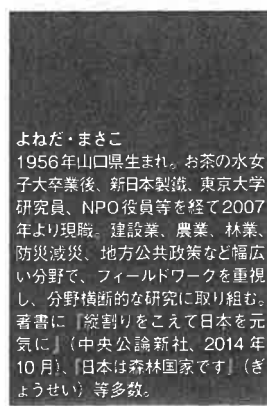 よねだ・まさこ
1956年山口県生まれ。お茶の水女
子大卒業後、新日本製鐵、東京大学
研究員、NPO役員等を経て2007
年より現職。建設業、農業、林業、
防災減災、地方公共政策など幅広
い分野で、フィールドワークを重視
し、分野横断的な研究に取り組む。
著書に『縦割りをこえて日本を元
気に』(中央公論新社、2014年
10月)、『日本は森林国家です』(ぎ
ょうせい)等多数。